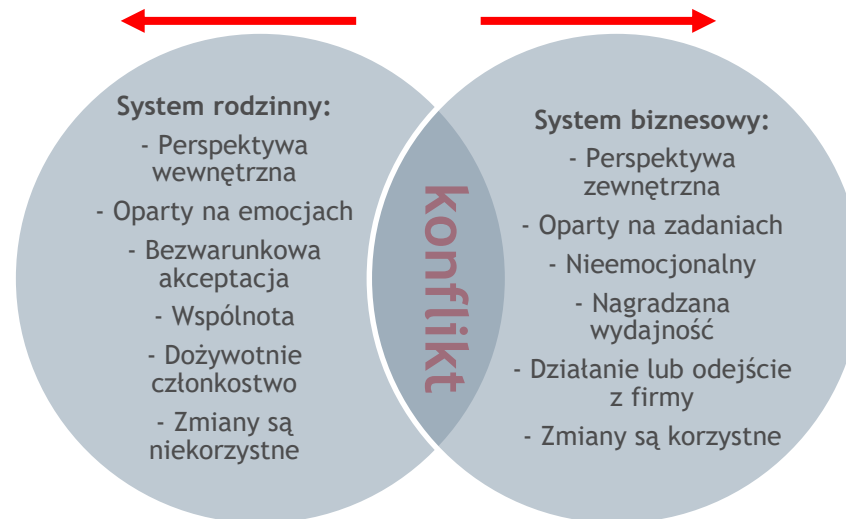 System rodzinny:
- Perspektywa
wewnętrzna
- Oparty na emocjach
- Bezwarunkowa
akceptacja
- Wspólnota
- Dożywotnie
członkostwo
- Zmiany są
niekorzystne
konflikt
System biznesowy:
- Perspektywa
zewnętrzna
- Oparty na zadaniach
- Nieemocjonalny
- Nagradzana
wydajność
- Działanie lub odejście
z firmy
- Zmiany są korzystne